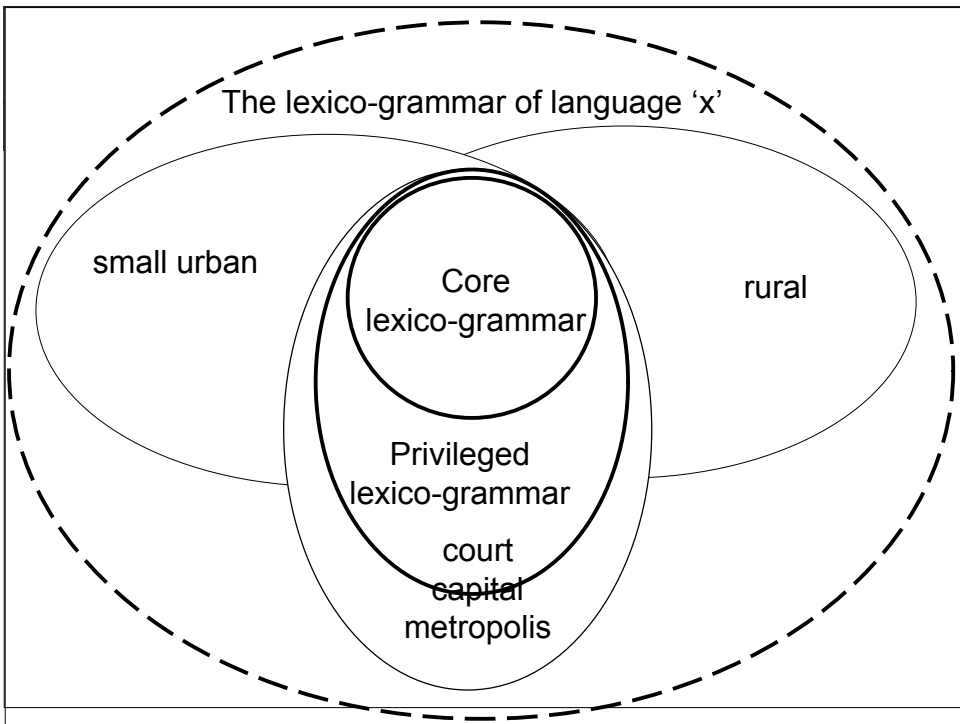 The lexico-grammar of language ‘x’
small urban
rural
Core
lexico-grammar
Privileged
lexico-grammar
court
capital
metropolis